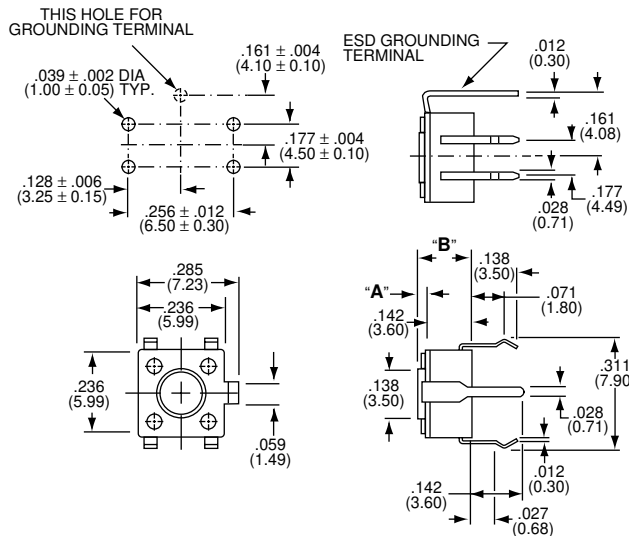 THIS HOLE FOR
GROUNDING TERMINAL
.039 ± .002 DIA
(1.00 ± 0.05) TYP.
.161 ± .004
(4.10 ± 0.10)
.177 ± .004
(4.50 ± 0.10)
.128 ± .006
(3.25 ± 0.15)
.256 ± .012
(6.50 ± 0.30)
ESD GROUNDING
TERMINAL
.012
(0.30)
.161
(4.08)
.177
(4.49)
.028
(0.71)
.285
(7.23)
.236
(5.99)
.236
(5.99)
.059
(1.49)
"B"
.138
(3.50)
"A"
.071
(1.80)
.142
(3.60)
.138
(3.50)
.311
(7.90)
.028
(0.71)
.012
(0.30)
.142
(3.60)
.027
(0.68)